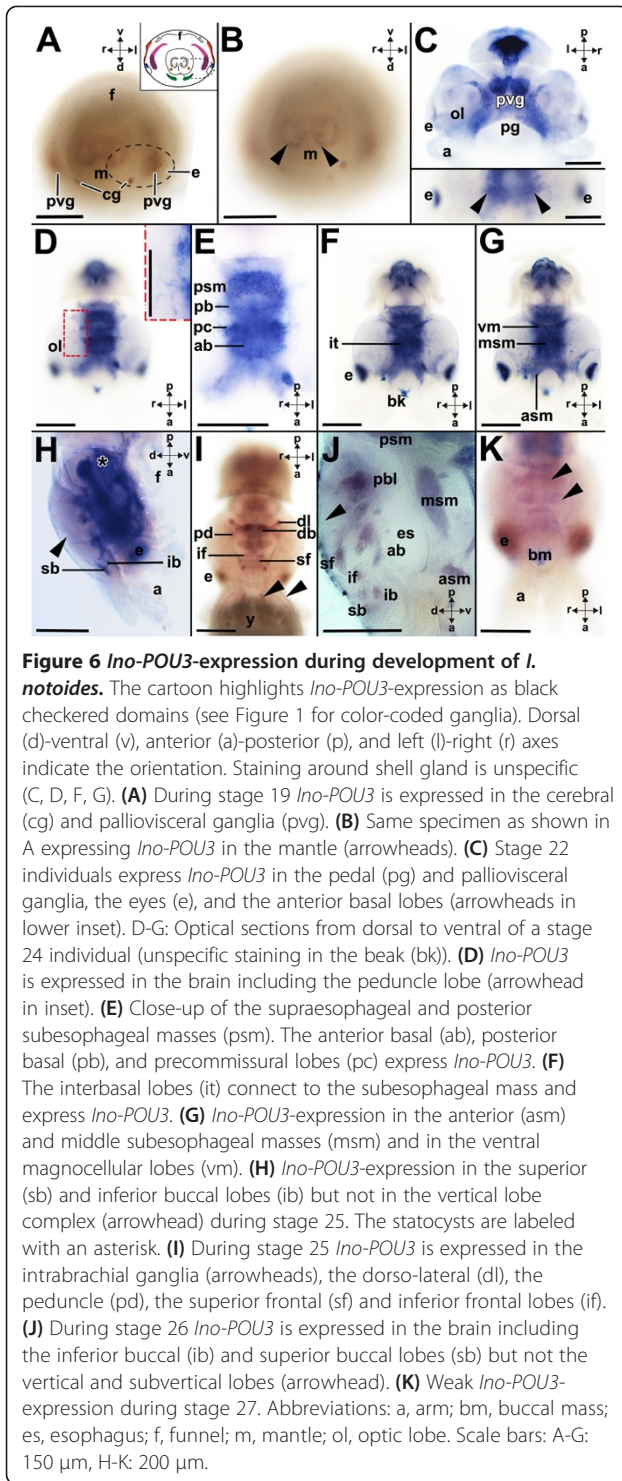 A
B
C
f
v
r l
d
v
r l
d
p
l r
a
f
m
e
pvg
cg
pvg
m
pvg
ol
e
pg
a
e
e
D
E
F
G
ol
p
r l
a
psm
pb
pc
ab
p
r l
a
it
e
bk
p
r l
a
vm
msm
asm
p
r l
a
H
I
J
K
*
p
d v
a
f
sb
e
ib
a
p
r l
a
pd
if
e
dl
db
sf
y
psm
pbl
msm
es
ab
sf
if
sb
ib
asm
p
d v
a
e
bm
a
p
r l
a
Figure 6 Ino-POU3-expression during development of I.
notoides. The cartoon highlights Ino-POU3-expression as black
checkered domains (see Figure 1 for color-coded ganglia). Dorsal
(d)-ventral (v), anterior (a)-posterior (p), and left (l)-right (r) axes
indicate the orientation. Staining around shell gland is unspecific
(C, D, F, G). (A) During stage 19 Ino-POU3 is expressed in the cerebral
(cg) and palliovisceral ganglia (pvg). (B) Same specimen as shown in
A expressing Ino-POU3 in the mantle (arrowheads). (C) Stage 22
individuals express Ino-POU3 in the pedal (pg) and palliovisceral
ganglia, the eyes (e), and the anterior basal lobes (arrowheads in
lower inset). D-G: Optical sections from dorsal to ventral of a stage
24 individual (unspecific staining in the beak (bk)). (D) Ino-POU3
is expressed in the brain including the peduncle lobe (arrowhead
in inset). (E) Close-up of the supraesophageal and posterior
subesophageal masses (psm). The anterior basal (ab), posterior
basal (pb), and precommissural lobes (pc) express Ino-POU3. (F)
The interbasal lobes (it) connect to the subesophageal mass and
express Ino-POU3. (G) Ino-POU3-expression in the anterior (asm)
and middle subesophageal masses (msm) and in the ventral
magnocellular lobes (vm). (H) Ino-POU3-expression in the superior
(sb) and inferior buccal lobes (ib) but not in the vertical lobe
complex (arrowhead) during stage 25. The statocysts are labeled
with an asterisk. (I) During stage 25 Ino-POU3 is expressed in the
intrabrachial ganglia (arrowheads), the dorso-lateral (dl), the
peduncle (pd), the superior frontal (sf) and inferior frontal lobes (if).
(J) During stage 26 Ino-POU3 is expressed in the brain including
the inferior buccal (ib) and superior buccal lobes (sb) but not the
vertical and subvertical lobes (arrowhead). (K) Weak Ino-POU3-
expression during stage 27. Abbreviations: a, arm; bm, buccal mass;
es, esophagus; f, funnel; m, mantle; ol, optic lobe. Scale bars: A-G:
150 µm, H-K: 200 µm.